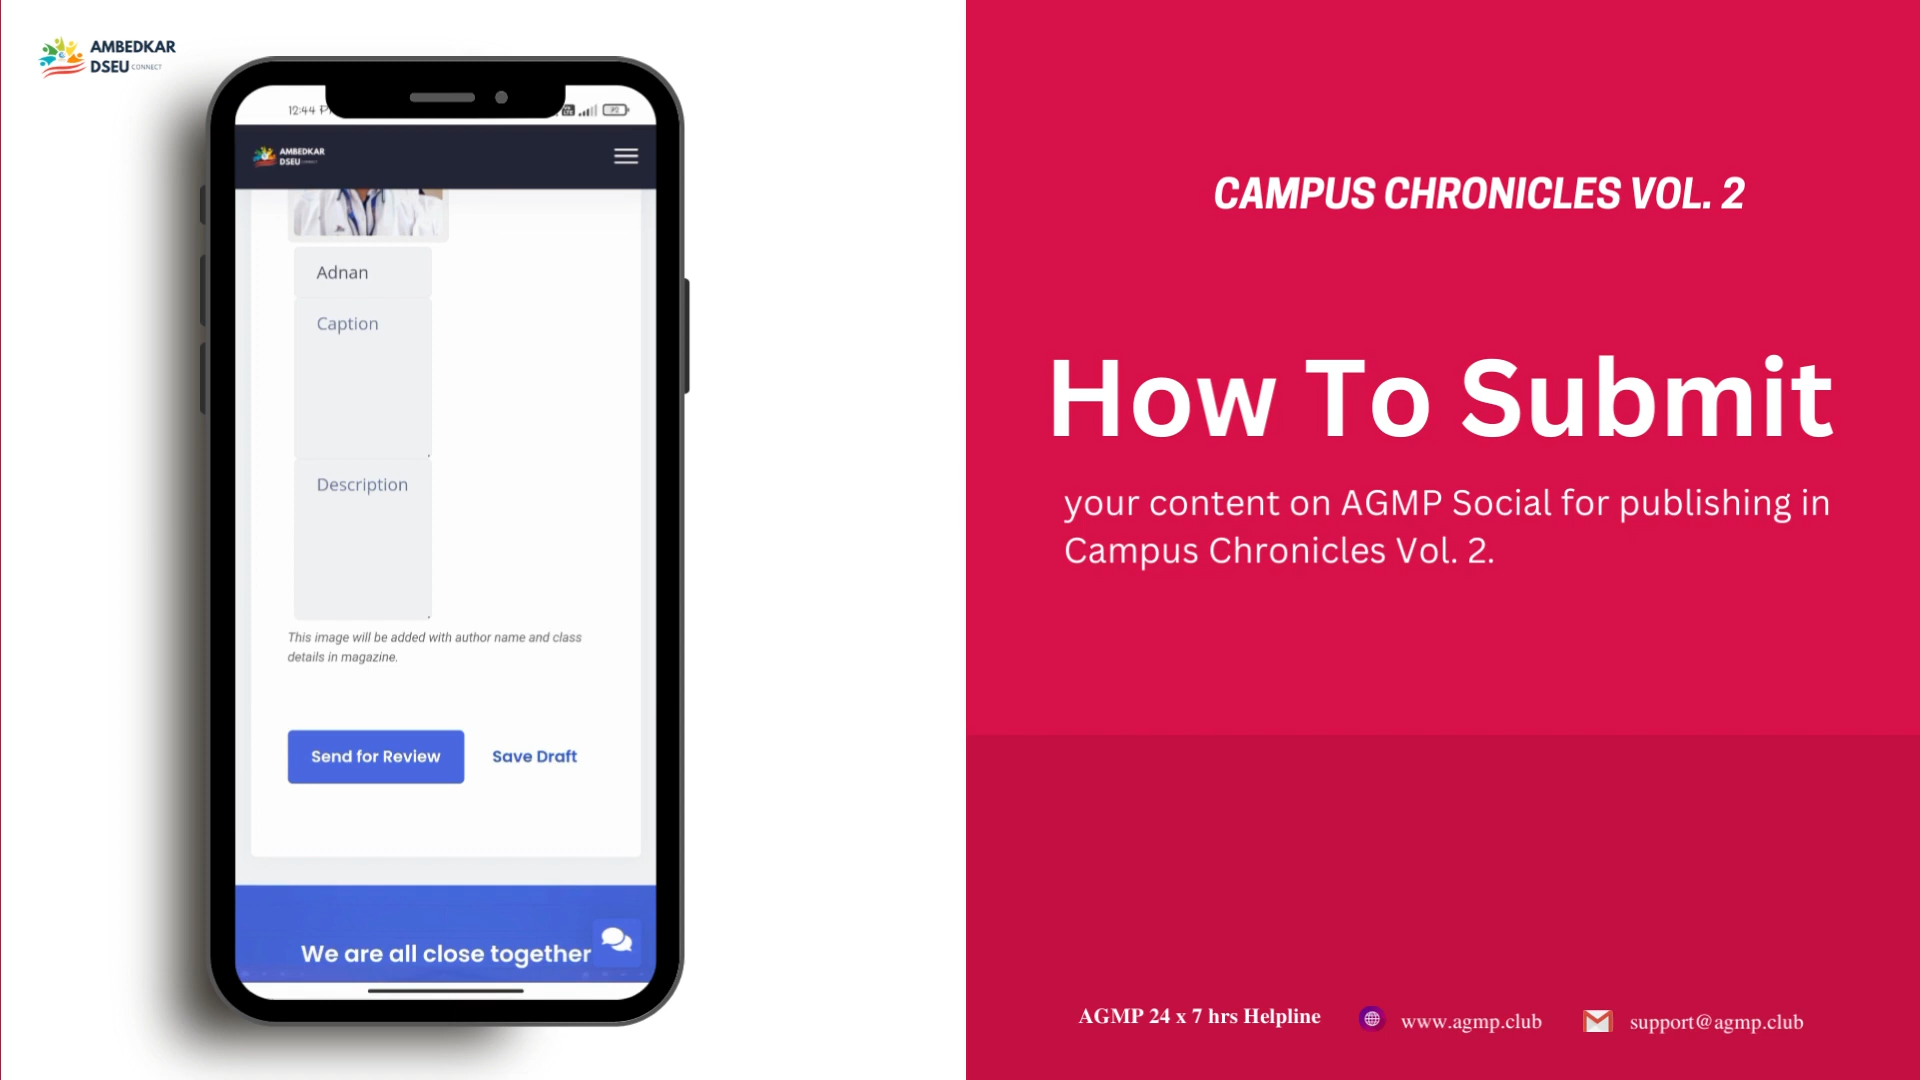 AMBEDKAR
DSEU CONNECT
12:44 P
AMBEDKAR
DSEU CONNECT
Adnan
Caption
Description
This image will be added with author name and class
details in magazine.
Send for Review Save Draft
We are all close together
CAMPUS CHRONICLES VOL. 2
How To Submit
your content on AGMP Social for publishing in
Campus Chronicles Vol. 2.
AGMP 24 x 7 hrs Helpline www.agmp.club support@agmp.club